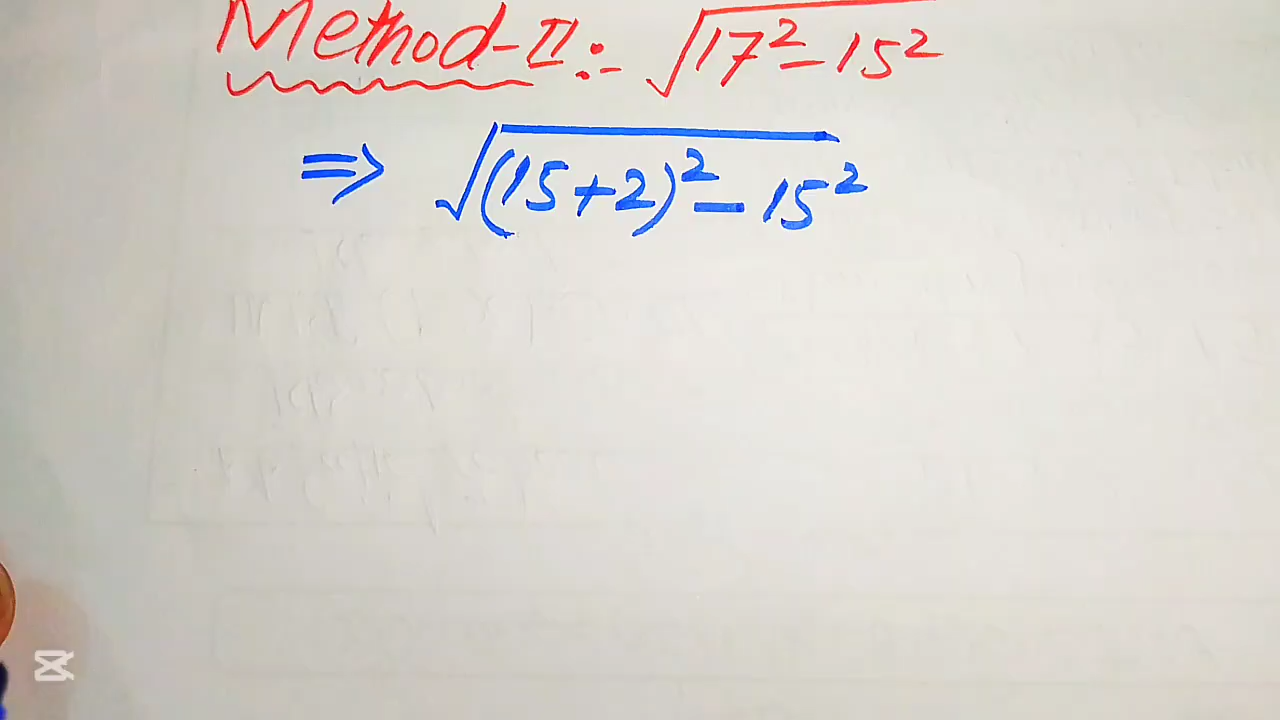 Method-II:- √17² - 15²
⇒ √(15+2)² - 15²